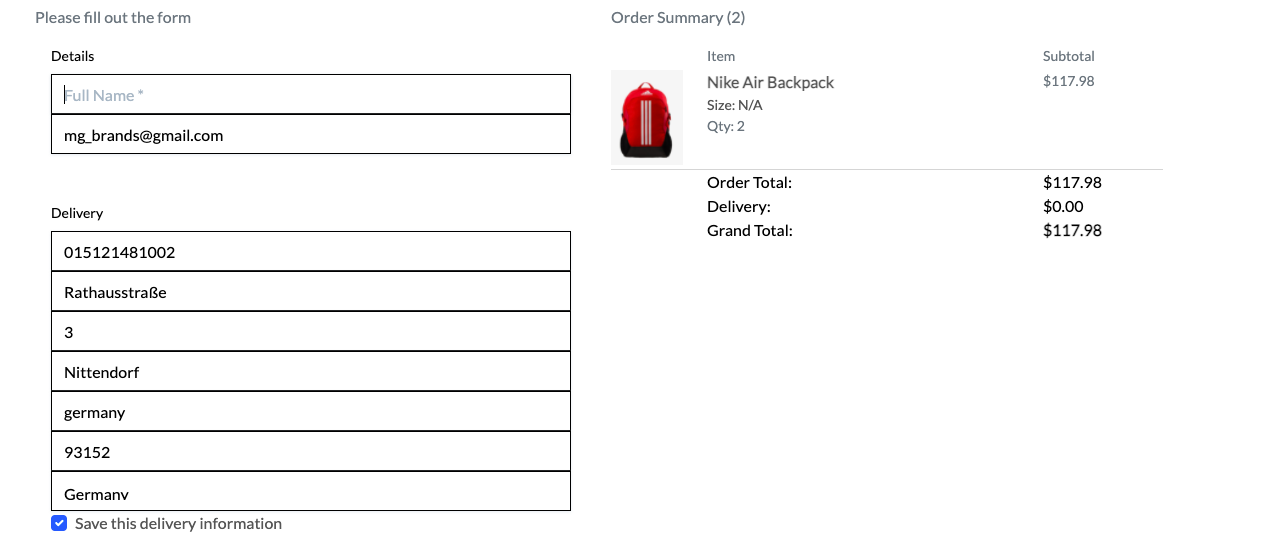 Please fill out the form
Details
Full Name *
mg_brands@gmail.com
Delivery
015121481002
Rathausstraße
3
Nittendorf
germany
93152
Germany
Save this delivery information
Order Summary (2)
Item Subtotal
Nike Air Backpack $117.98
Size: N/A
Qty: 2
Order Total: $117.98
Delivery: $0.00
Grand Total: $117.98